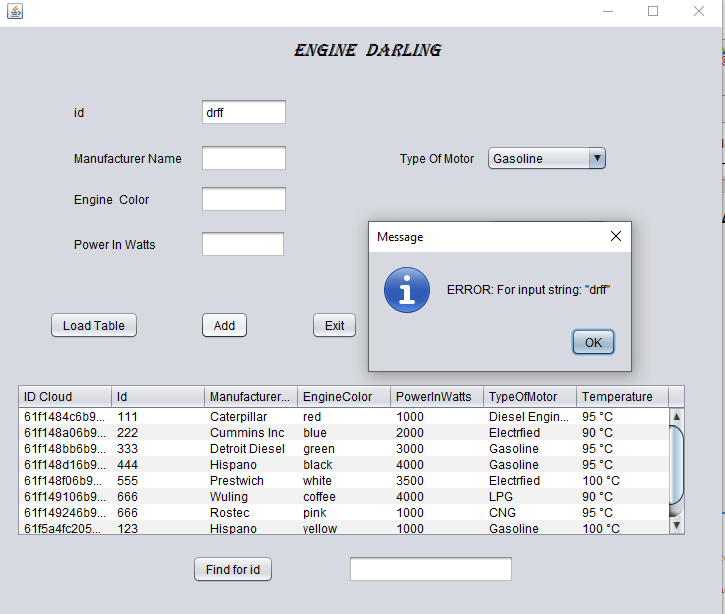 ENGINE DARLING
id drff
Manufacturer Name Type Of Motor Gasoline
Engine Color
Power In Watts
Message
ERROR: For input string: "drff"
OK
Load Table Add Exit
ID Cloud Id Manufacturer... EngineColor PowerInWatts TypeOfMotor Temperature
61f1484c6b9... 111 Caterpillar red 1000 Diesel Engin... 95 °C
61f148a06b9... 222 Cummins Inc blue 2000 Electrfied 90 °C
61f148bb6b9... 333 Detroit Diesel green 3000 Gasoline 95 °C
61f148d16b9... 444 Hispano black 4000 Gasoline 95 °C
61f148f06b9... 555 Prestwich white 3500 Electrfied 100 °C
61f149106b9... 666 Wuling coffee 4000 LPG 90 °C
61f149246b9... 666 Rostec pink 1000 CNG 95 °C
61f5a4fc205... 123 Hispano yellow 1000 Gasoline 100 °C
Find for id